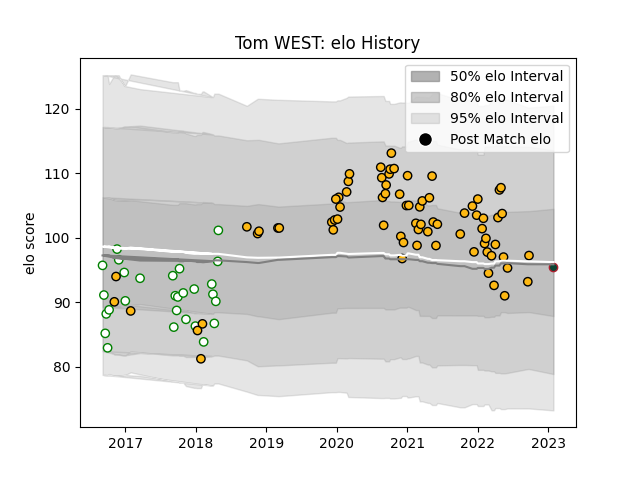 Tom WEST: elo History
50% elo Interval
80% elo Interval
95% elo Interval
Post Match elo
elo score
120
110
100
90
80
2017
2018
2019
2020
2021
2022
2023